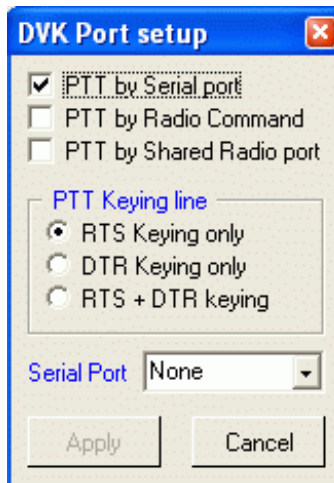 DVK Port setup
PTT by Serial port
PTT by Radio Command
PTT by Shared Radio port
PTT Keying line
RTS Keying only
DTR Keying only
RTS + DTR keying
Serial Port None
Apply Cancel